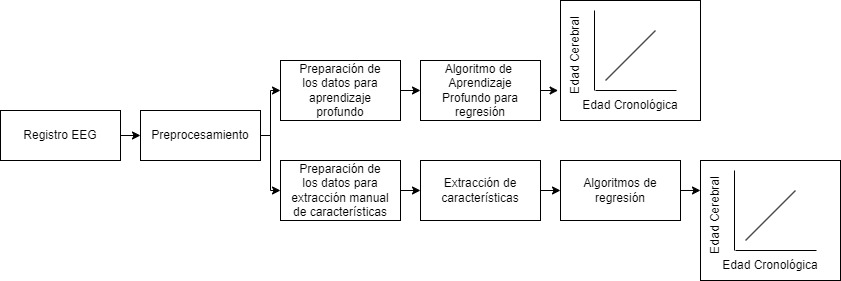 Registro EEG
Preprocesamiento
Preparación de
los datos para
aprendizaje
profundo
Algoritmo de
Aprendizaje
Profundo para
regresión
Edad Cerebral
Edad Cronológica
Preparación de
los datos para
extracción manual
de características
Extracción de
características
Algoritmos de
regresión
Edad Cerebral
Edad Cronológica